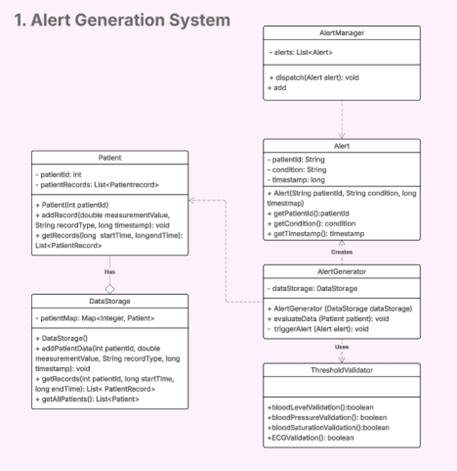 1. Alert Generation System
AlertManager
- alerts: List<Alert>
+ dispatch(Alert alert): void
+ add
Alert
- patientId: String
- condition: String
- timestamp: long
+ Alert(String patientId, String condition, long
timestmap)
+ getPatientId():patientId
+ getCondition(): condition
+ getTimestamp(): timestamp
Patient
- patientId: int
- patientRecords: List<Patientrecord>
+ Patient(int patientId)
+ addRecord(double measurementValue,
String recordType, long timestamp): void
+ getRecords(long startTime, longendTime):
List<PatientRecord>
Creates
Has
AlertGenerator
- dataStorage: DataStorage
+ AlertGenerator (DataStorage dataStorage)
+ evaluateData (Patient patient): void
- triggerAlert (Alert alert): void
DataStorage
- patientMap: Map<Integer, Patient>
+ DataStorage()
+ addPatientData(int patientId, double
measurementValue, String recordType, long
timestamp): void
+ getRecords(int patientId, long startTime,
long endTime): List< PatientRecord>
+ getAllPatients(): List<Patient>
Uses
ThresholdValidator
+bloodLevelValidation():boolean
+bloodPressureValidation(): boolean
+bloodSaturationValidation():boolean
+ECGValidation(): boolean